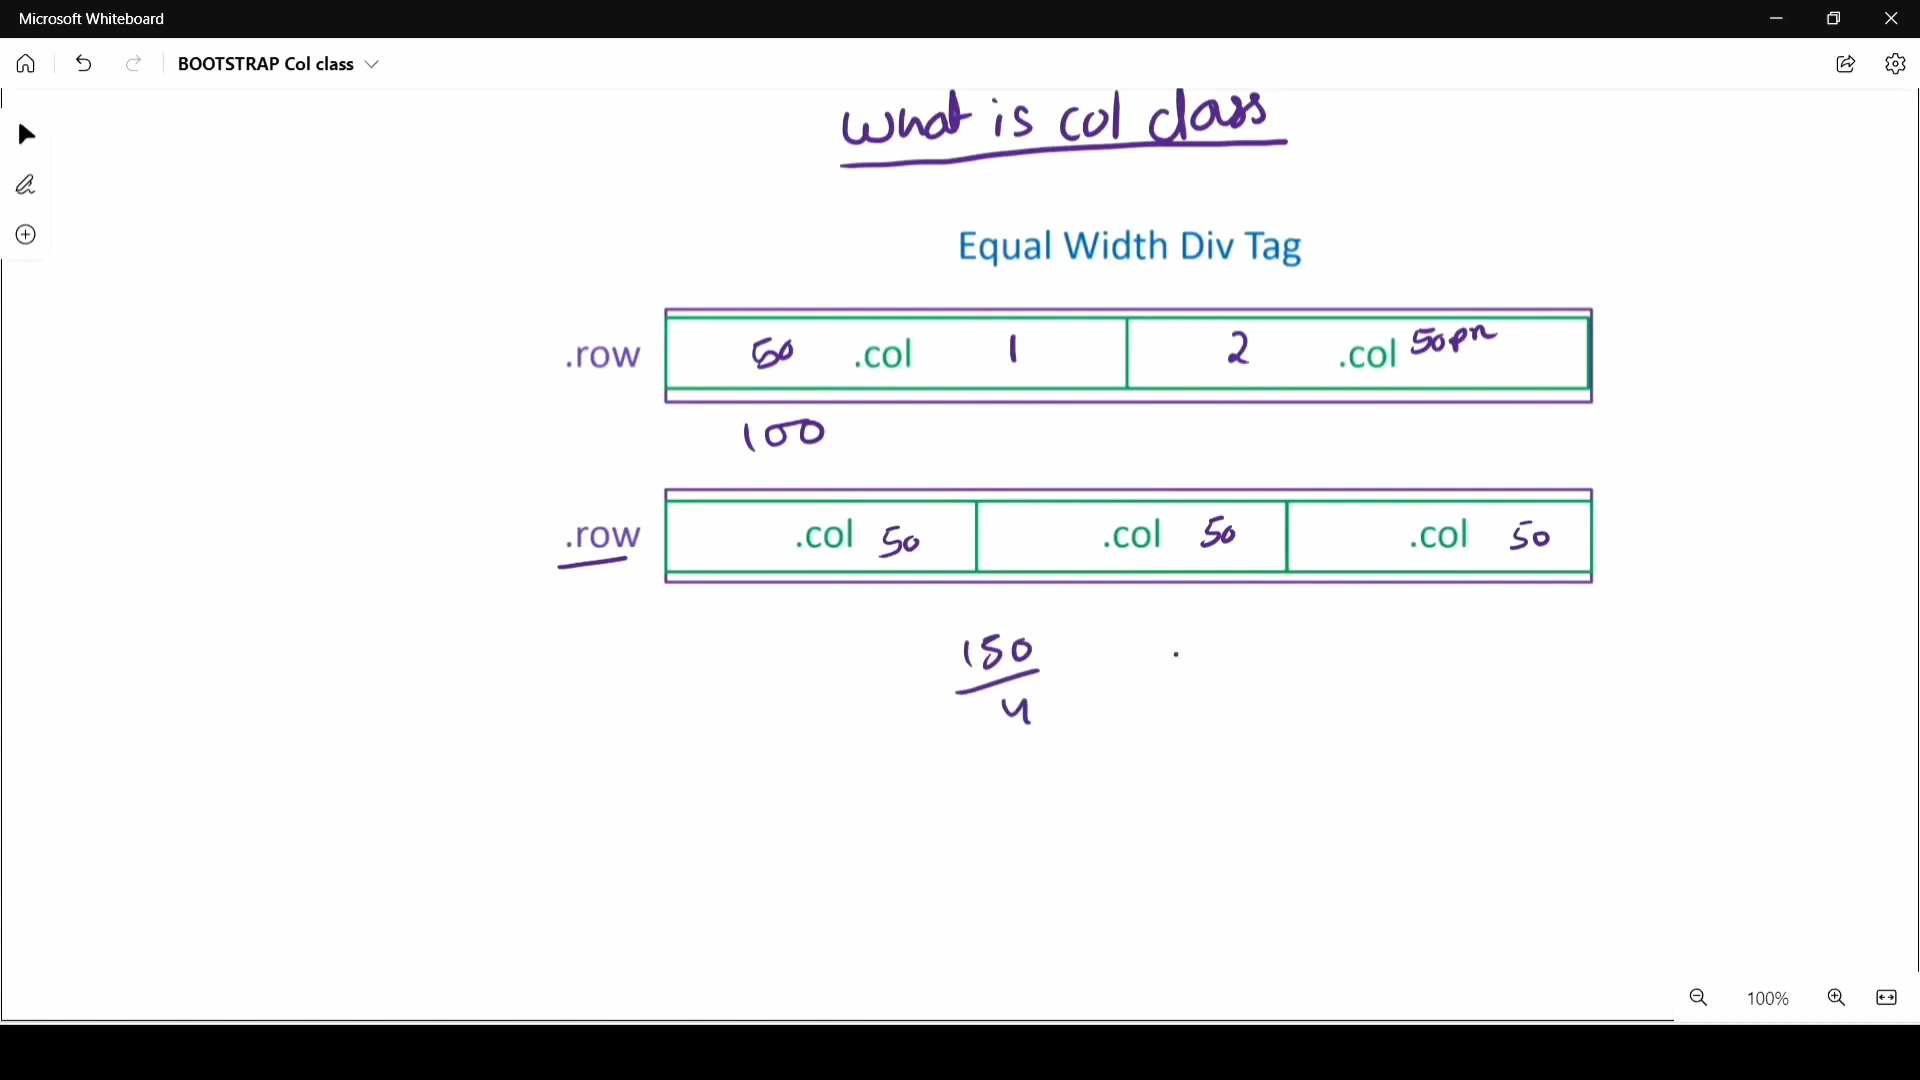 Microsoft Whiteboard
BOOTSTRAP Col class
what is col class
Equal Width Div Tag
.row 50 .col 1 2 .col 50px
100
.row .col 50 .col 50 .col 50
150
4
100%